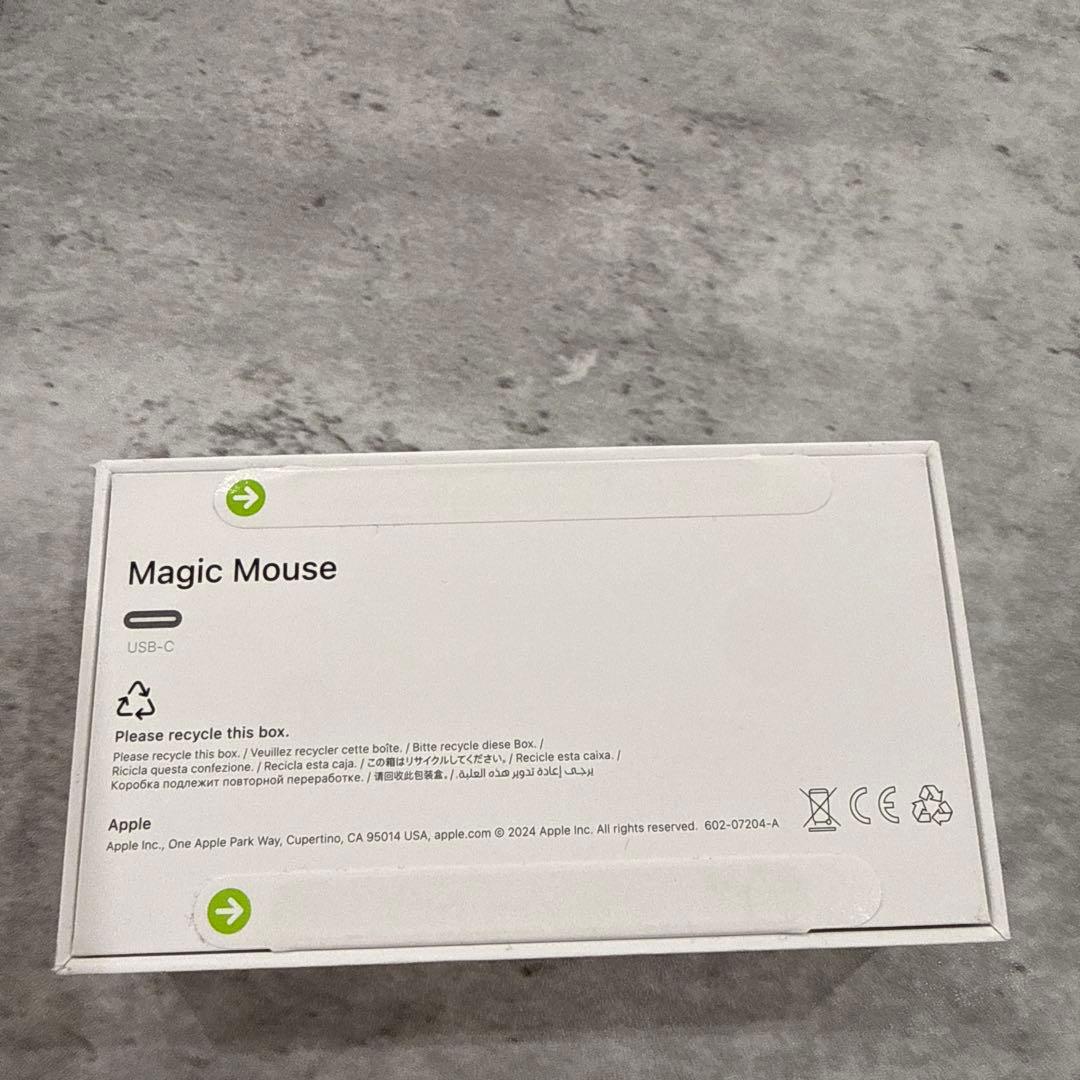 Magic Mouse
USB-C
Please recycle this box.
Please recycle this box. / Veuillez recycler cette boîte. / Bitte recycle diese Box. /
Ricicla questa confezione. / Recicla esta caja. / この箱はリサイクルしてください。/ Recicle esta caixa. /
Коробка подлежит повторной переработке. / 请回收此包装盒。/ يرجى إعادة تدوير هذه العلبة.
Apple
Apple Inc., One Apple Park Way, Cupertino, CA 95014 USA, apple.com © 2024 Apple Inc. All rights reserved. 602-07204-A
CE